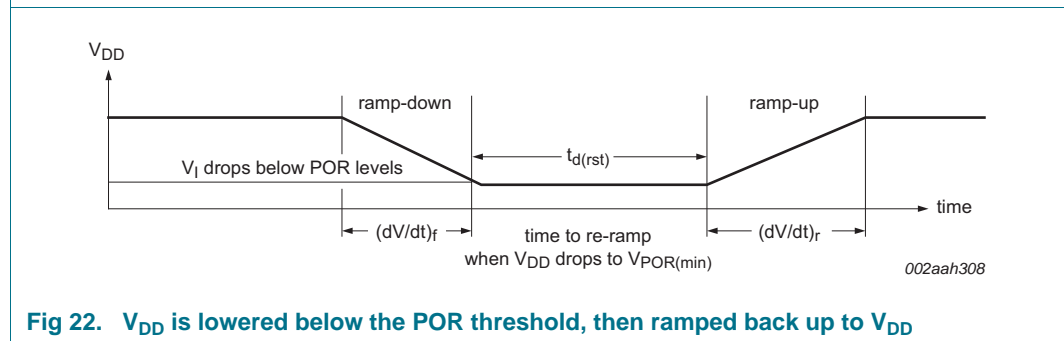 VDD
ramp-down
ramp-up
td(rst)
VI drops below POR levels
time
(dV/dt)f
time to re-ramp
when VDD drops to VPOR(min)
(dV/dt)r
002aah308
Fig 22. VDD is lowered below the POR threshold, then ramped back up to VDD